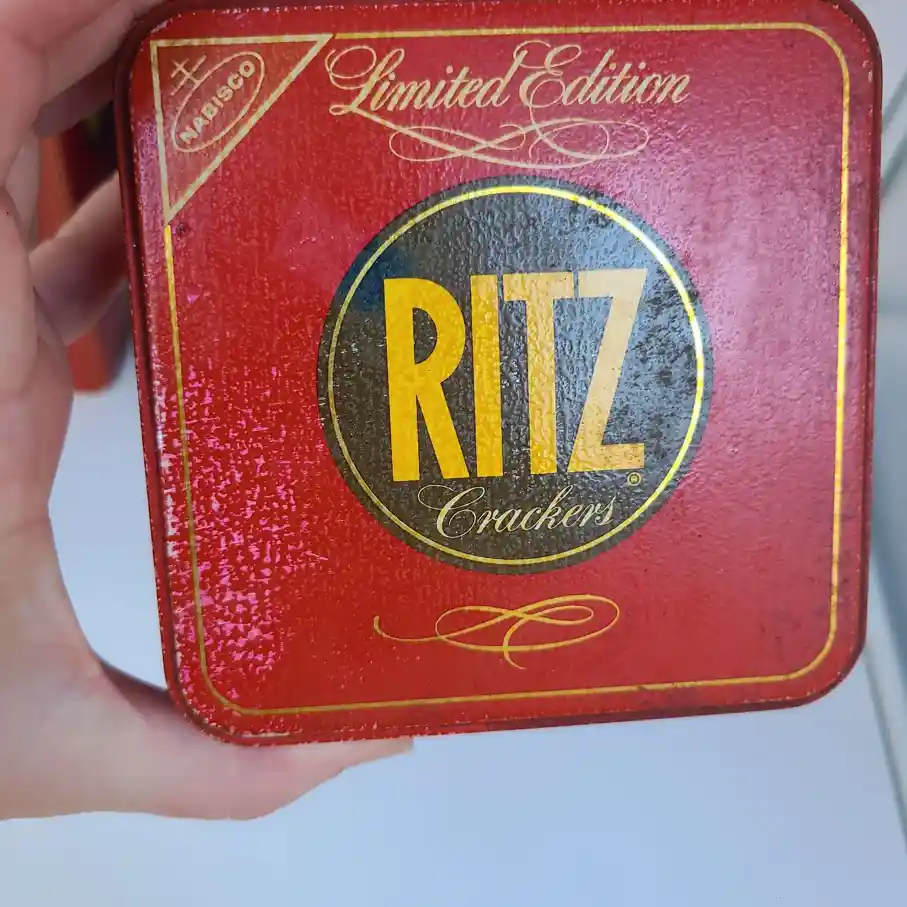 NABISCO
Limited Edition
RITZ®
Crackers